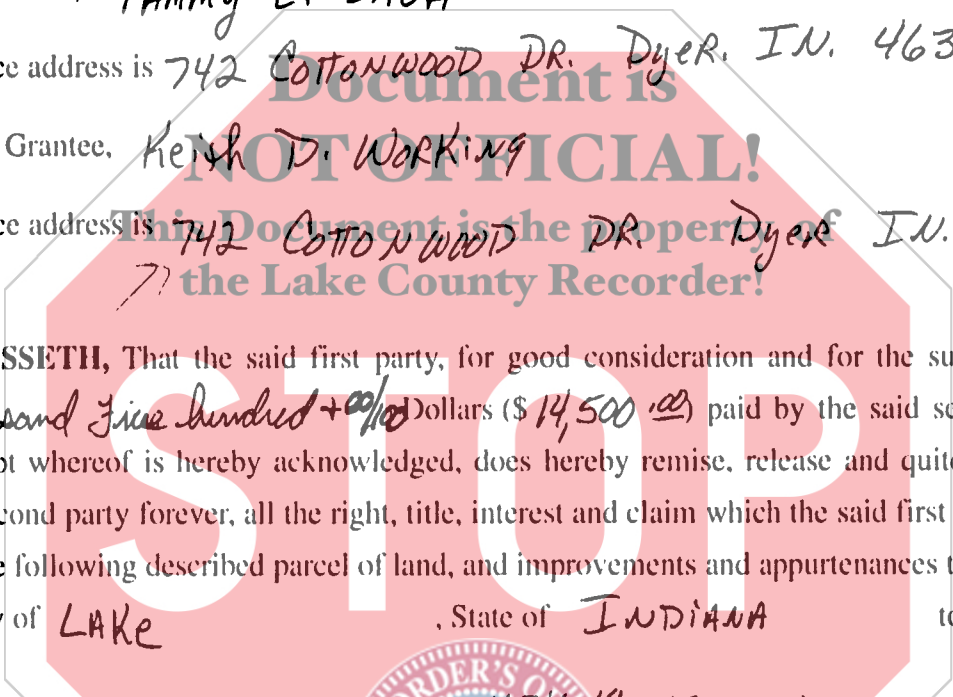 TAMMY
ce address is 742 COTTONWOOD DR. Dyer. IN. 463
Document is
Grantee, Keith D. Working
NOT OFFICIAL!
ce address is 742 COTTONWOOD DR. Dyer IN.
This Document is the property of
the Lake County Recorder!
SSETH, That the said first party, for good consideration and for the su
sand Five hundred + 00/100 Dollars ($ 14,500.00) paid by the said se
pt whereof is hereby acknowledged, does hereby remise, release and quite
cond party forever, all the right, title, interest and claim which the said first
e following described parcel of land, and improvements and appurtenances t
STOP
y of LAKE , State of INDIANA to
RDER'S O